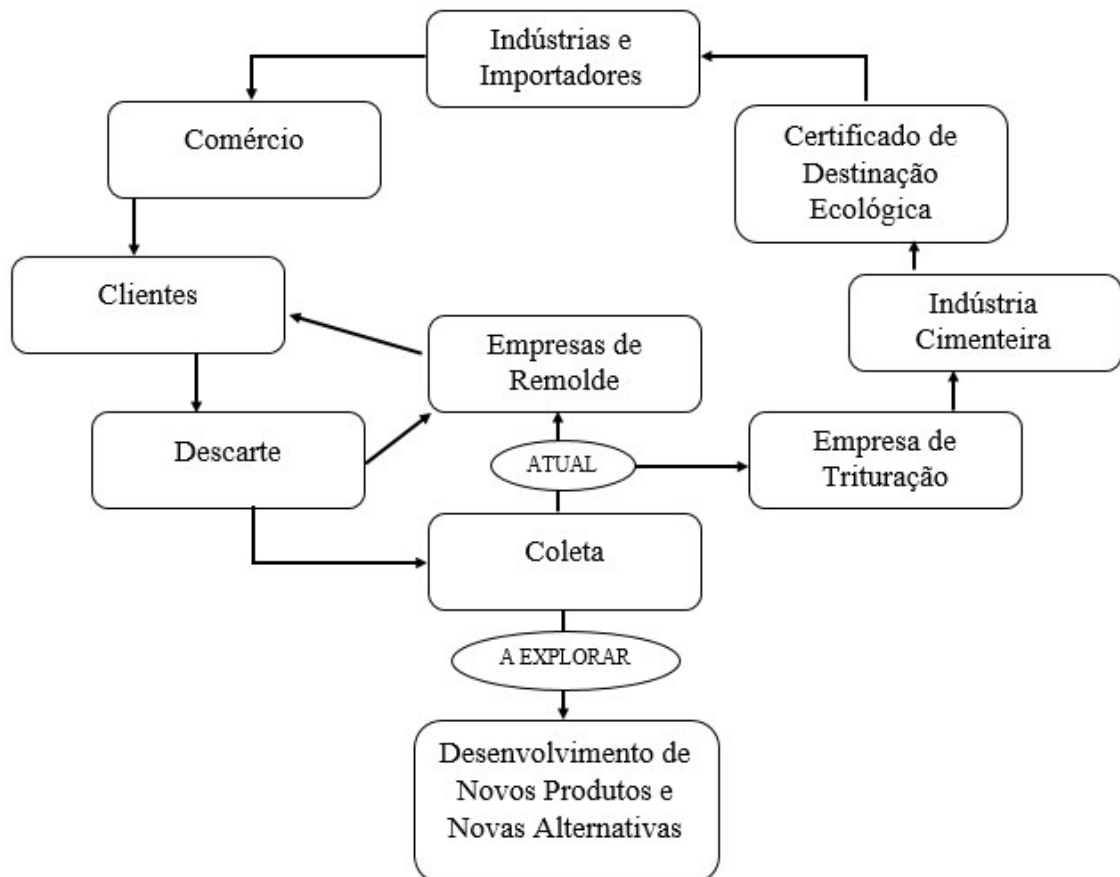 Indústrias e
Importadores
Comércio
Certificado de
Destinação
Ecológica
Clientes
Indústria
Cimenteira
Empresas de
Remolde
Descarte
Empresa de
Trituração
ATUAL
Coleta
A EXPLORAR
Desenvolvimento de
Novos Produtos e
Novas Alternativas